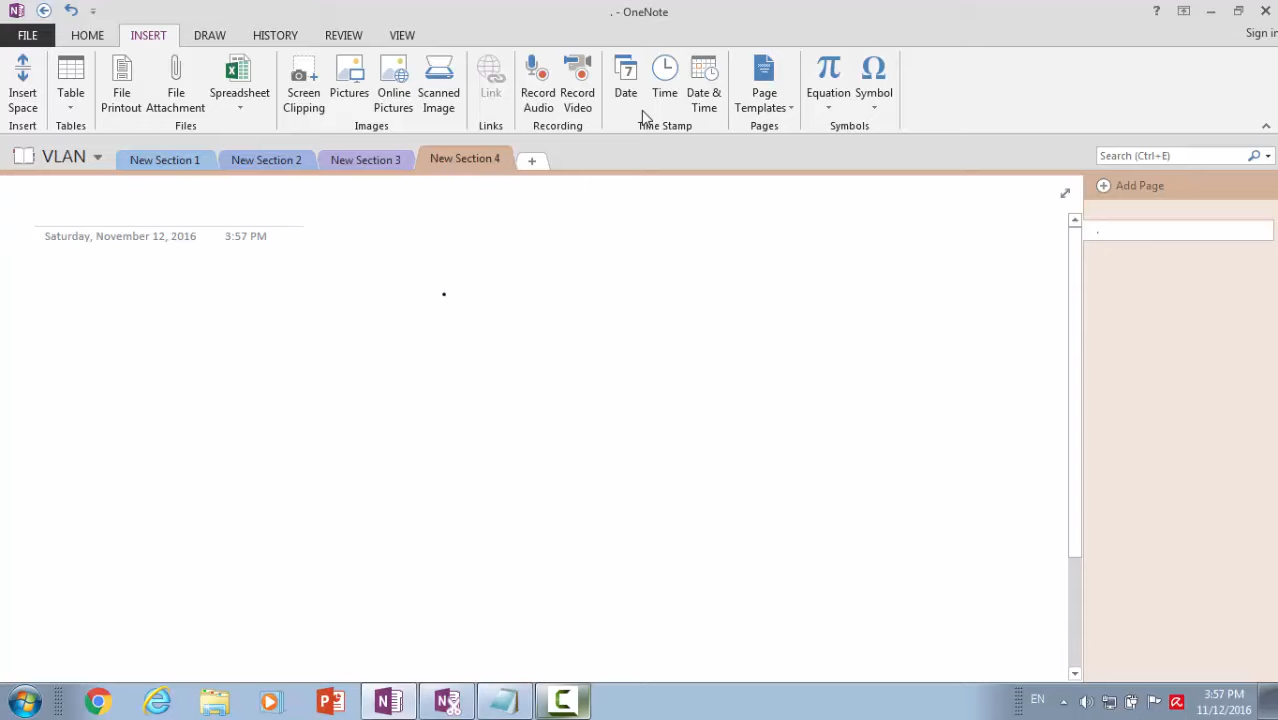 . - OneNote
?
Sign in
FILE
HOME
INSERT
DRAW
HISTORY
REVIEW
VIEW
Insert Space
Table
File Printout
File Attachment
Spreadsheet
Screen Clipping
Pictures
Online Pictures
Scanned Image
Link
Record Audio
Record Video
7
Date
Time
Date & Time
Page Templates
π
Equation
Ω
Symbol
Insert
Tables
Files
Images
Links
Recording
Time Stamp
Pages
Symbols
VLAN
New Section 1
New Section 2
New Section 3
New Section 4
+
Search (Ctrl+E)
Add Page
.
Saturday, November 12, 2016
3:57 PM
.
EN
3:57 PM
11/12/2016